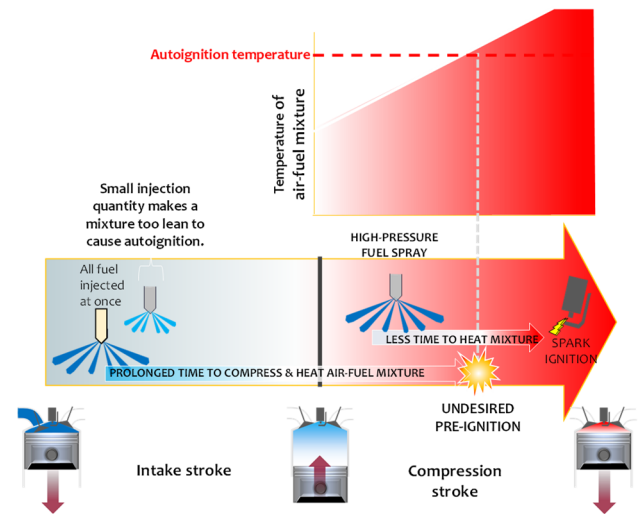 Autoignition temperature
Temperature of
air-fuel mixture
Small injection
quantity makes a
mixture too lean to
cause autoignition.
All fuel
injected
at once
HIGH-PRESSURE
FUEL SPRAY
LESS TIME TO HEAT MIXTURE
SPARK
IGNITION
PROLONGED TIME TO COMPRESS & HEAT AIR-FUEL MIXTURE
UNDESIRED
PRE-IGNITION
Intake stroke
Compression
stroke